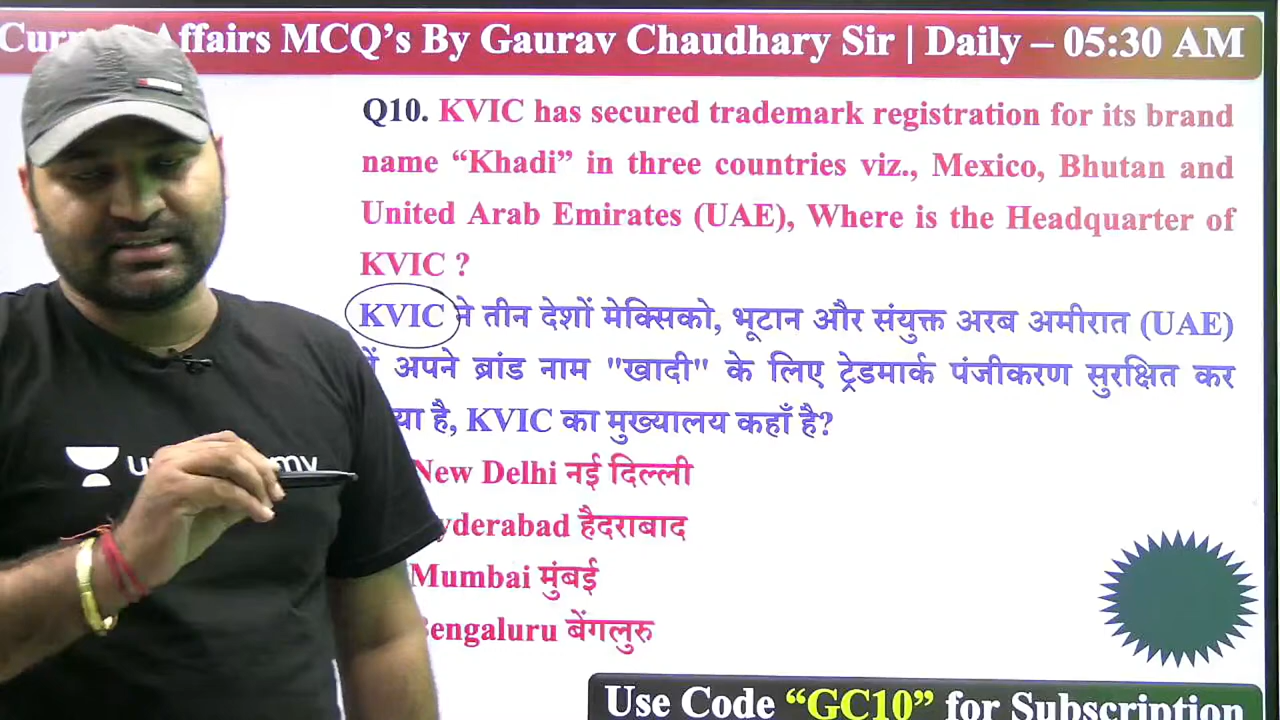 Affairs MCQ’s By Gaurav Chaudhary Sir | Daily – 05:30 AM
Q10. KVIC has secured trademark registration for its brand
name “Khadi” in three countries viz., Mexico, Bhutan and
United Arab Emirates (UAE), Where is the Headquarter of
KVIC ?
KVIC ने तीन देशों मेक्सिको, भूटान और संयुक्त अरब अमीरात (UAE)
अपने ब्रांड नाम "खादी" के लिए ट्रेडमार्क पंजीकरण सुरक्षित कर
है, KVIC का मुख्यालय कहाँ है?
New Delhi नई दिल्ली
हैदराबाद
Mumbai मुंबई
बेंगलुरु
Use Code “GC10” for Subscription